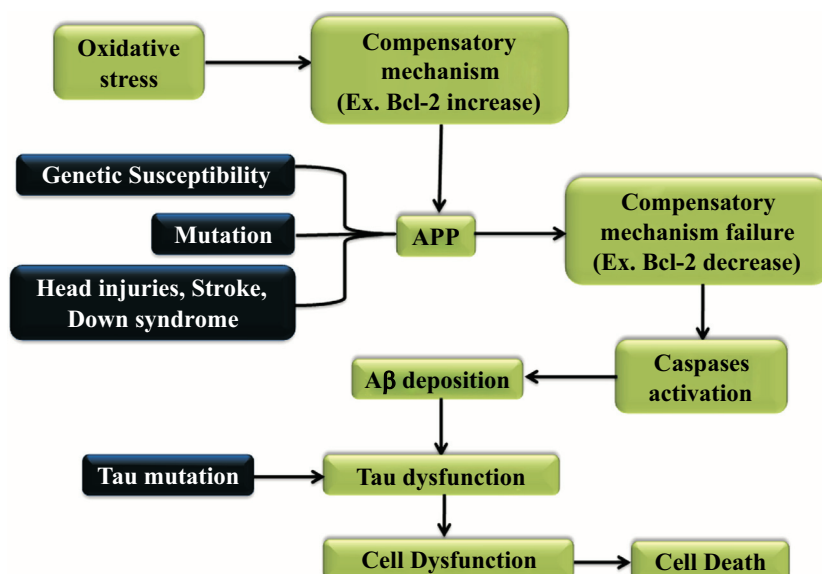 Oxidative
stress
Compensatory
mechanism
(Ex. Bcl-2 increase)
Genetic Susceptibility
Mutation
Head injuries, Stroke,
Down syndrome
APP
Compensatory
mechanism failure
(Ex. Bcl-2 decrease)
Caspases
activation
Aβ deposition
Tau mutation
Tau dysfunction
Cell Dysfunction
Cell Death